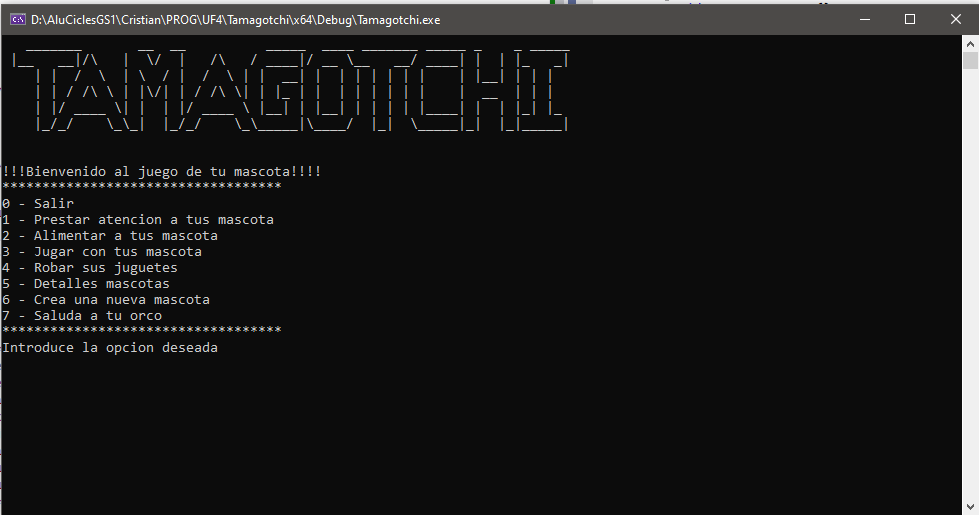 D:\AluCiclesGS1\Cristian\PROG\UF4\Tamagotchi\x64\Debug\Tamagotchi.exe
TAMAGOTCHI
!!!Bienvenido al juego de tu mascota!!!!
***********************************
0 - Salir
1 - Prestar atencion a tus mascota
2 - Alimentar a tus mascota
3 - Jugar con tus mascota
4 - Robar sus juguetes
5 - Detalles mascotas
6 - Crea una nueva mascota
7 - Saluda a tu orco
***********************************
Introduce la opcion deseada